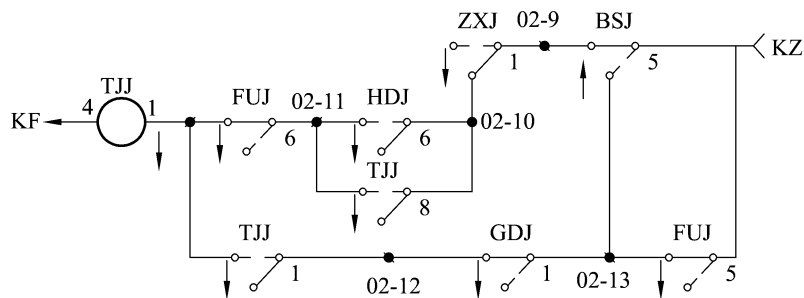 ZXJ 02-9 BSJ
1 5 KZ
TJJ
KF 4 1 FUJ 02-11 HDJ 02-10
6 6
TJJ
8
TJJ GDJ FUJ
1 02-12 1 02-13 5